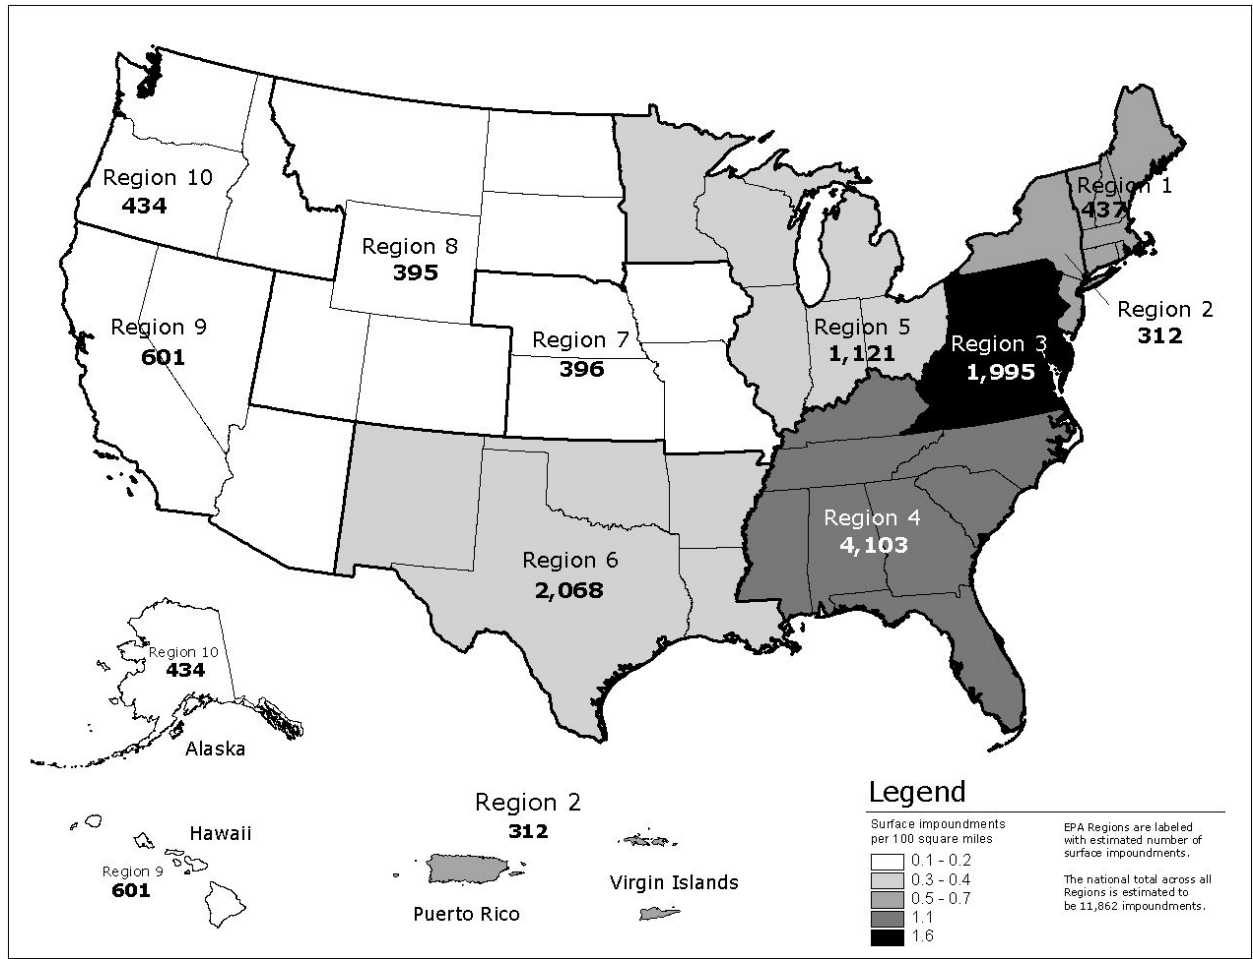 Region 10
434
Region 8
395
Region 9
601
Region 7
396
Region 5
1,121
Region 1
437
Region 2
312
Region 3
1,995
Region 4
4,103
Region 6
2,068
Region 10
434
Alaska
Hawaii
Region 9
601
Region 2
312
Puerto Rico
Virgin Islands
Legend
Surface impoundments
per 100 square miles
0.1 - 0.2
0.3 - 0.4
0.5 - 0.7
1.1
1.6
EPA Regions are labeled
with estimated number of
surface impoundments.
The national total across all
Regions is estimated to
be 11,862 impoundments.